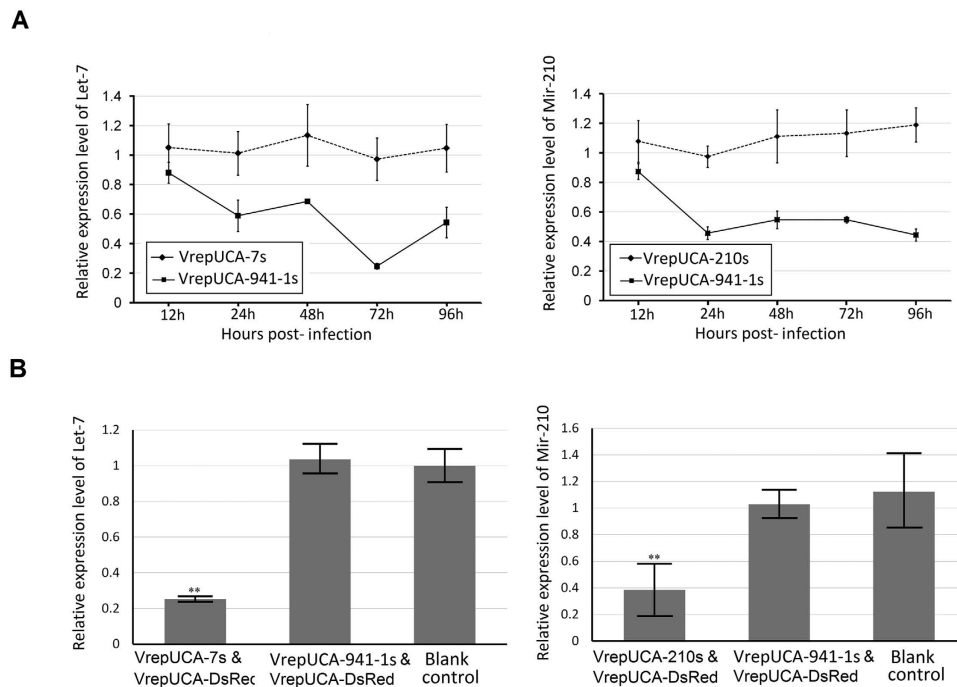 A
Relative expression level of Let-7
1.4
1.2
1
0.8
0.6
0.4
0.2
0
VrepUCA-7s
VrepUCA-941-1s
12h 24h 48h 72h 96h
Hours post- infection
Relative expression level of Mir-210
1.4
1.2
1
0.8
0.6
0.4
0.2
0
VrepUCA-210s
VrepUCA-941-1s
12h 24h 48h 72h 96h
Hours post- infection
B
Relative expression level of Let-7
1.2
1
0.8
0.6
0.4
0.2
0
**
VrepUCA-7s &
VrepUCA-DsRed
VrepUCA-941-1s &
VrepUCA-DsRed
Blank
control
Relative expression level of Mir-210
1.6
1.4
1.2
1
0.8
0.6
0.4
0.2
0
**
VrepUCA-210s &
VrepUCA-DsRed
VrepUCA-941-1s &
VrepUCA-DsRed
Blank
control